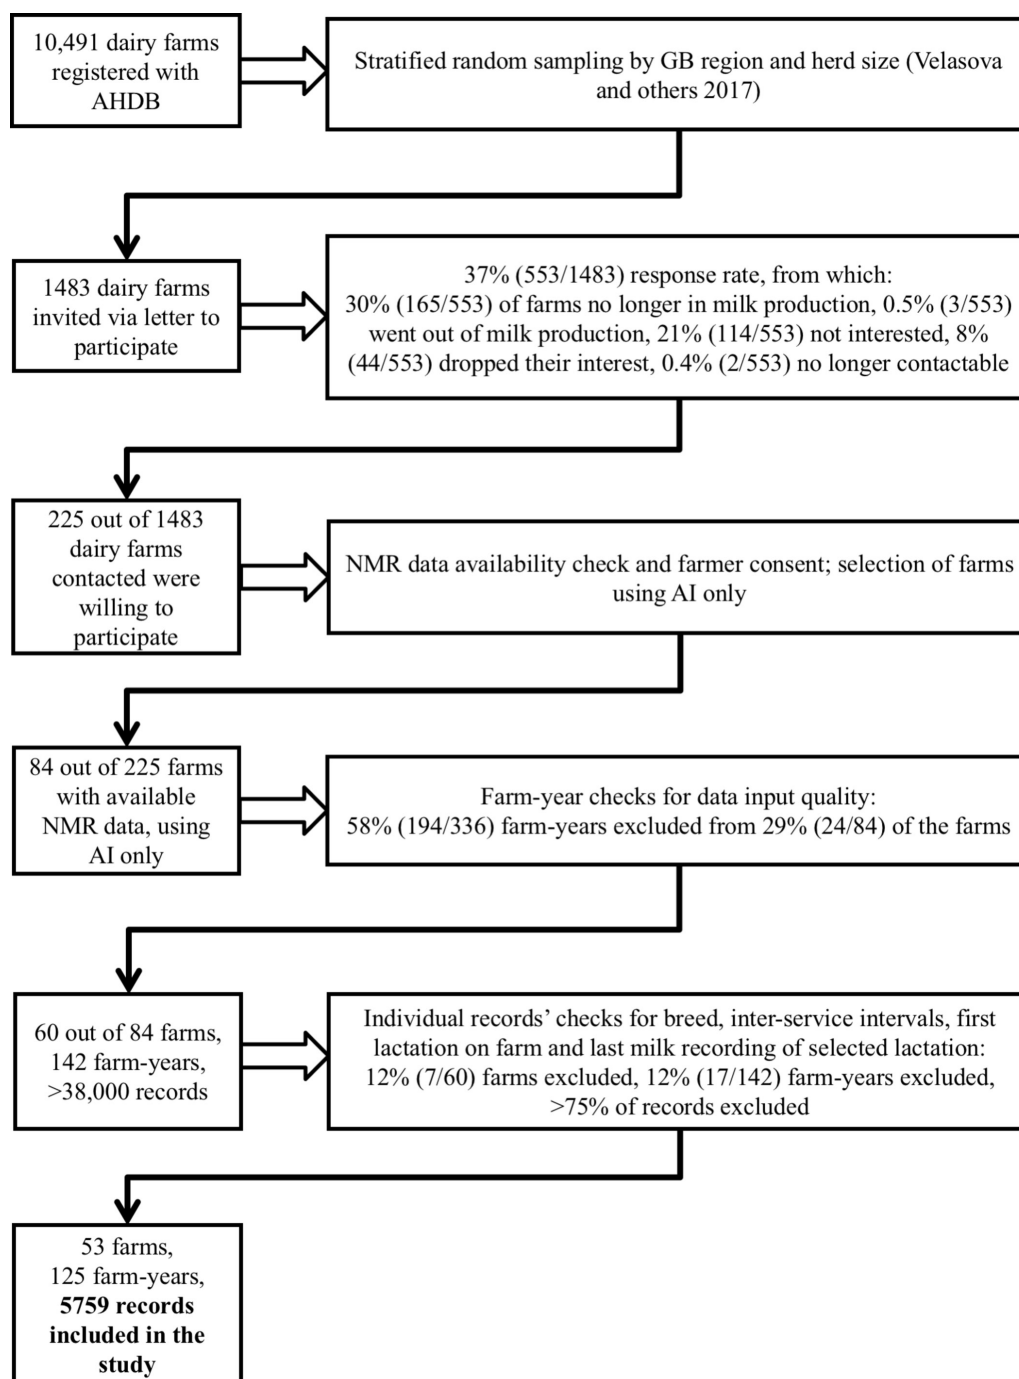 10,491 dairy farms
registered with
AHDB
Stratified random sampling by GB region and herd size (Velasova
and others 2017)
1483 dairy farms
invited via letter to
participate
37% (553/1483) response rate, from which:
30% (165/553) of farms no longer in milk production, 0.5% (3/553)
went out of milk production, 21% (114/553) not interested, 8%
(44/553) dropped their interest, 0.4% (2/553) no longer contactable
225 out of 1483
dairy farms
contacted were
willing to
participate
NMR data availability check and farmer consent; selection of farms
using AI only
84 out of 225 farms
with available
NMR data, using
AI only
Farm-year checks for data input quality:
58% (194/336) farm-years excluded from 29% (24/84) of the farms
60 out of 84 farms,
142 farm-years,
>38,000 records
Individual records’ checks for breed, inter-service intervals, first
lactation on farm and last milk recording of selected lactation:
12% (7/60) farms excluded, 12% (17/142) farm-years excluded,
>75% of records excluded
53 farms,
125 farm-years,
5759 records
included in the
study